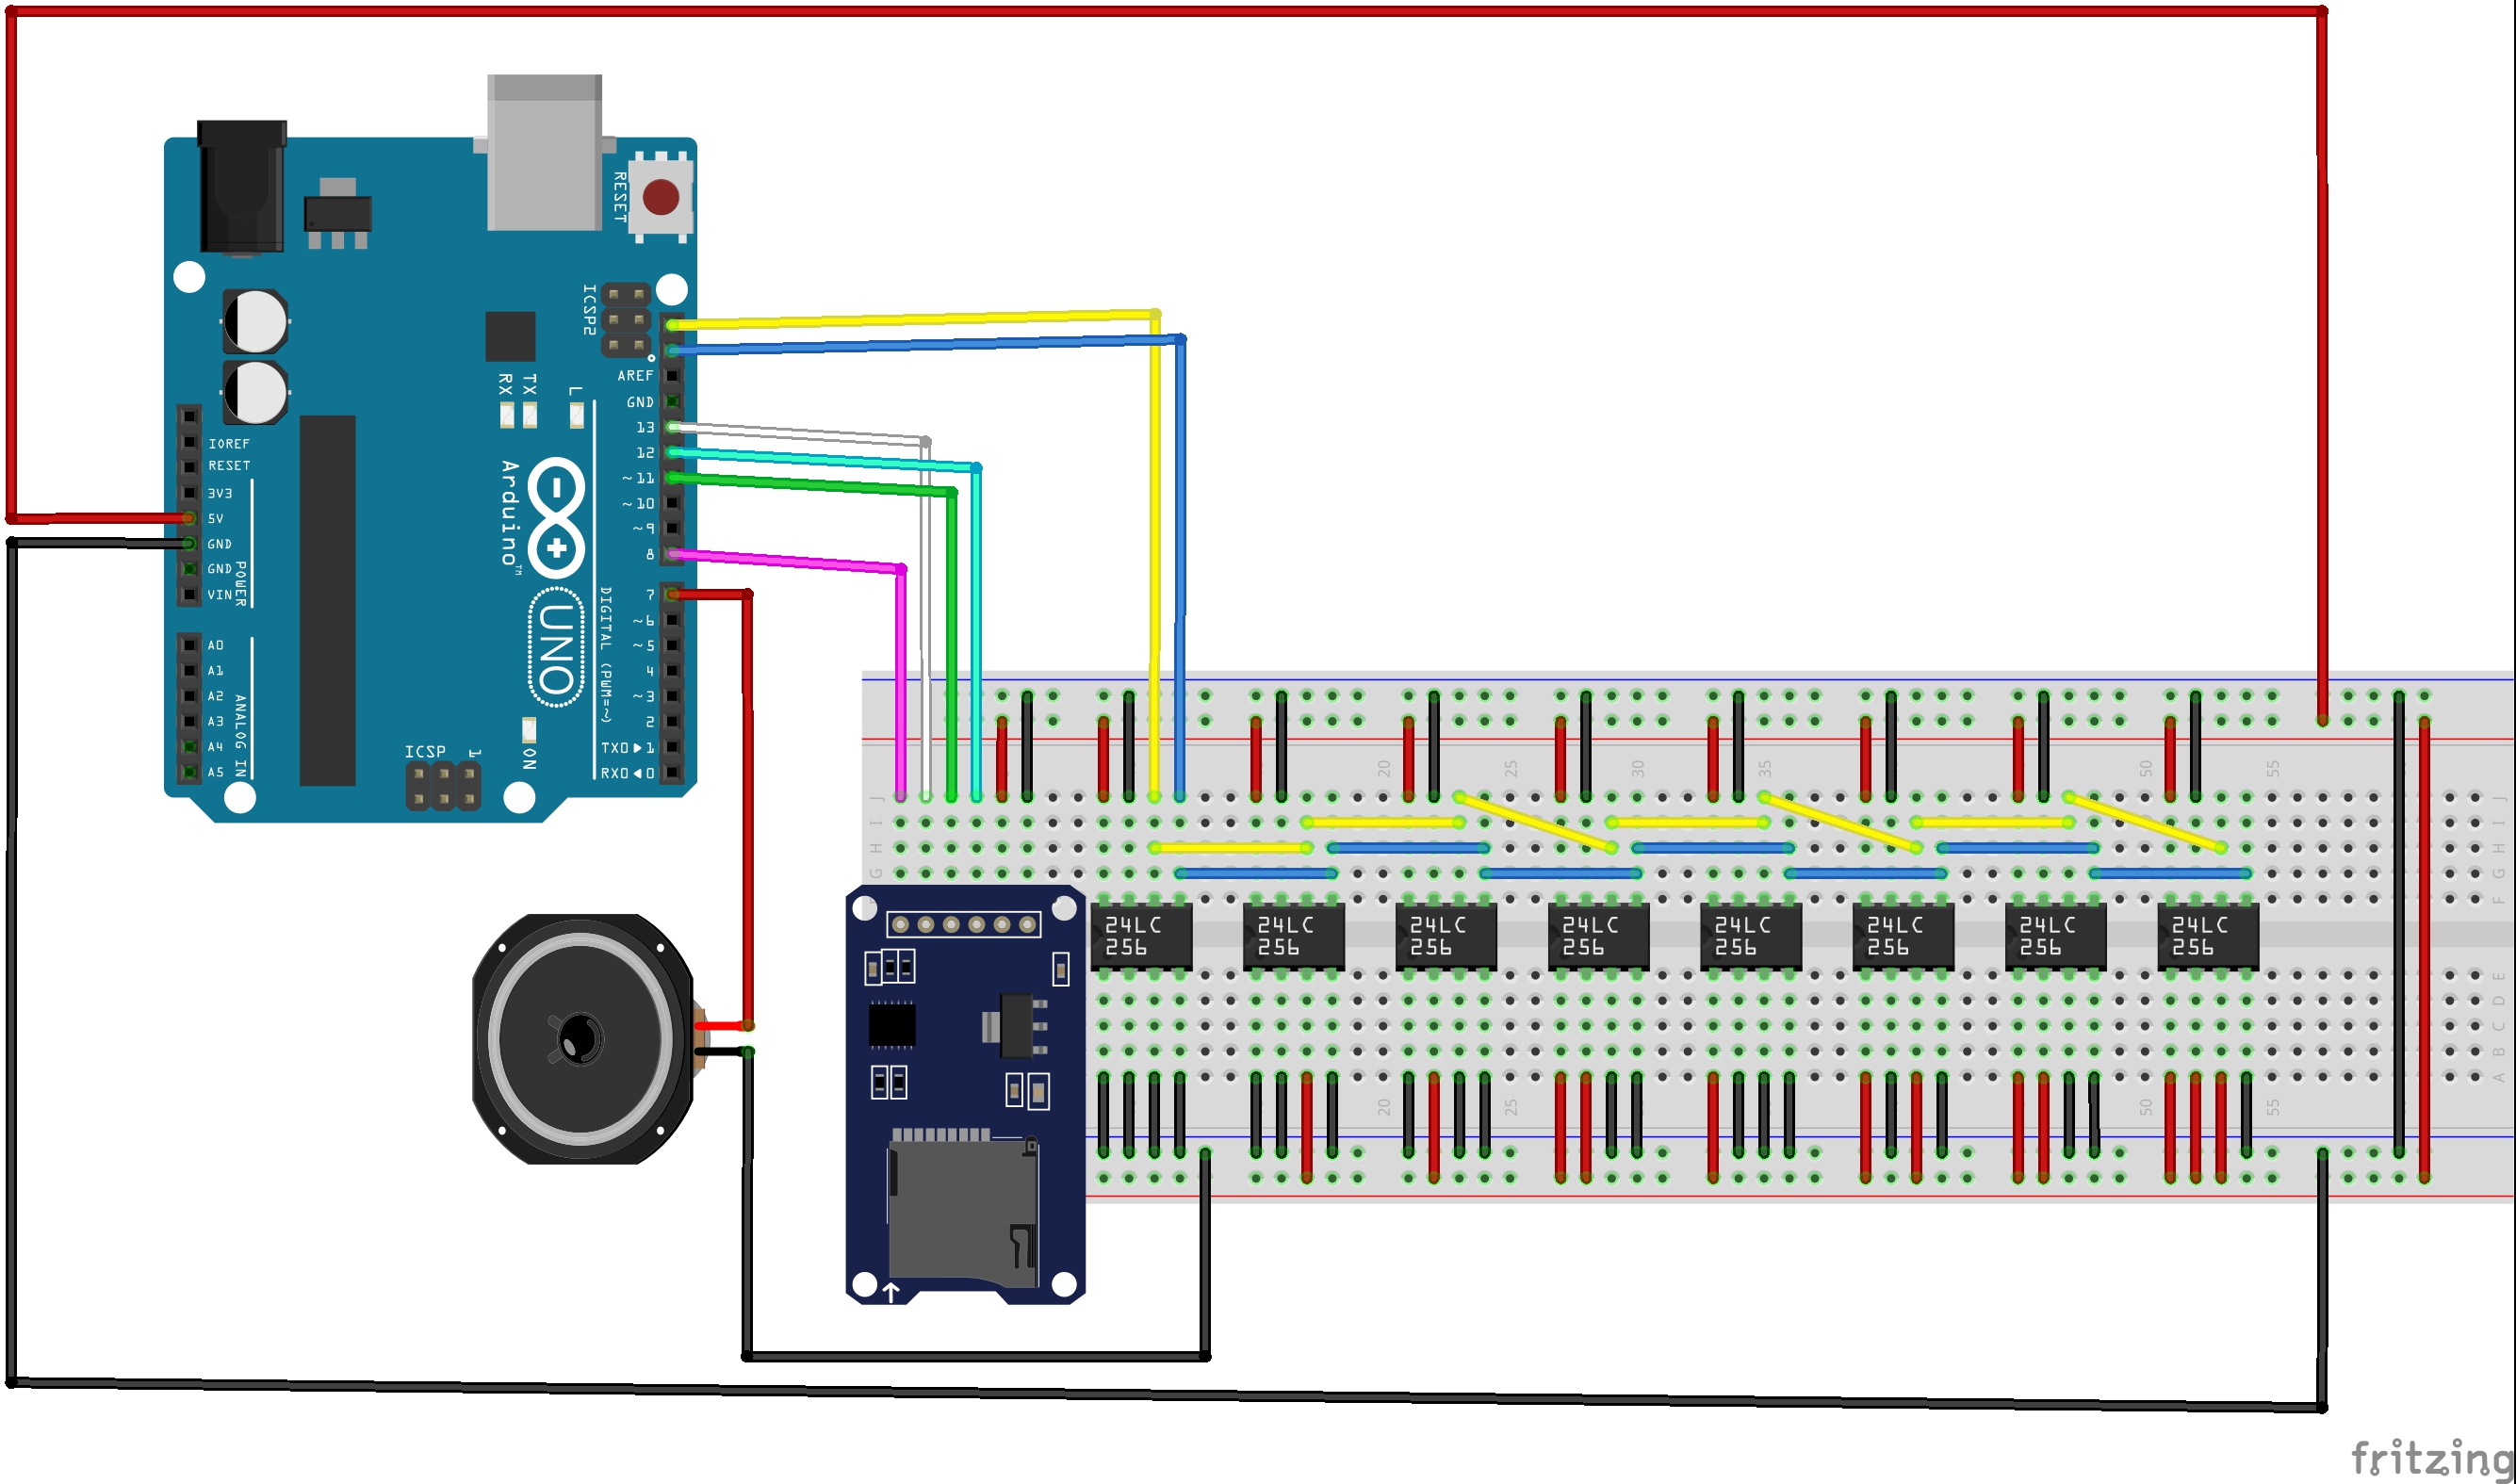 RESET
ICSP2
AREF
GND
13
12
~11
~10
~9
8
7
~6
~5
4
~3
2
TX0▶1
RX0◀0
DIGITAL (PWM=~)
RX
TX
L
Arduino™
UNO
IOREF
RESET
3V3
5V
GND
GND
VIN
POWER
A0
A1
A2
A3
A4
A5
ANALOG IN
ICSP
1
ON
20
25
30
35
50
55
J
I
H
G
J
I
H
G
F
24LC
256
24LC
256
24LC
256
24LC
256
24LC
256
24LC
256
24LC
256
24LC
256
E
D
C
B
A
20
25
50
55
fritzing